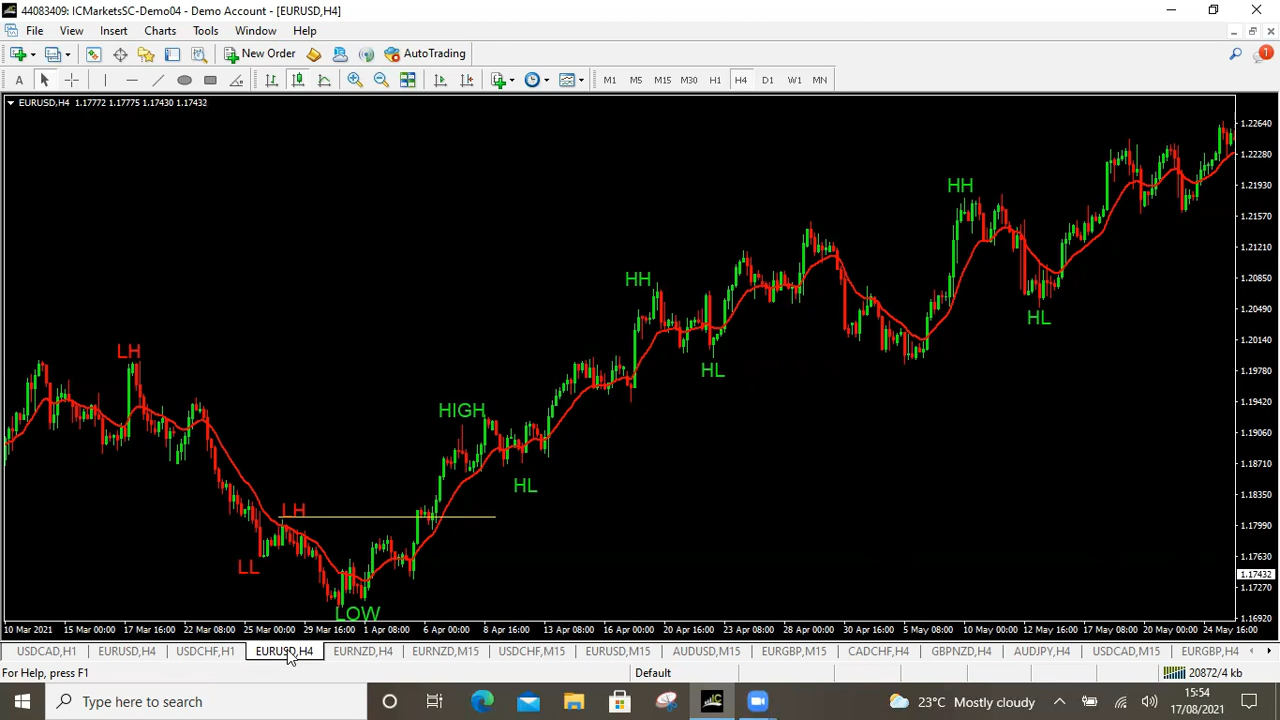 44083409: ICMarketsSC-Demo04 - Demo Account - [EURUSD,H4]
File View Insert Charts Tools Window Help
New Order AutoTrading
A M1 M5 M15 M30 H1 H4 D1 W1 MN
1
EURUSD,H4 1.17772 1.17775 1.17430 1.17432
1.22640
1.22280
1.21930
1.21570
1.21210
1.20850
1.20490
1.20140
1.19780
1.19420
1.19060
1.18710
1.18350
1.17990
1.17630
1.17432
1.17270
1.16920
HH
HH
HL
HL
LH
HIGH
HL
LH
LL
LOW
10 Mar 2021 15 Mar 00:00 17 Mar 16:00 22 Mar 08:00 25 Mar 00:00 29 Mar 16:00 1 Apr 08:00 6 Apr 00:00 8 Apr 16:00 13 Apr 08:00 16 Apr 00:00 20 Apr 16:00 23 Apr 08:00 28 Apr 00:00 30 Apr 16:00 5 May 08:00 10 May 00:00 12 May 16:00 17 May 08:00 20 May 00:00 24 May 16:00
USDCAD,H1 EURUSD,H4 USDCHF,H1 EURUSD,H4 EURNZD,H4 EURNZD,M15 USDCHF,M15 EURUSD,M15 AUDUSD,M15 EURGBP,M15 CADCHF,H4 GBPNZD,H4 AUDJPY,H4 USDCAD,M15 EURGBP,H4
For Help, press F1 Default 20872/4 kb
Type here to search 23°C Mostly cloudy 15:54
17/08/2021